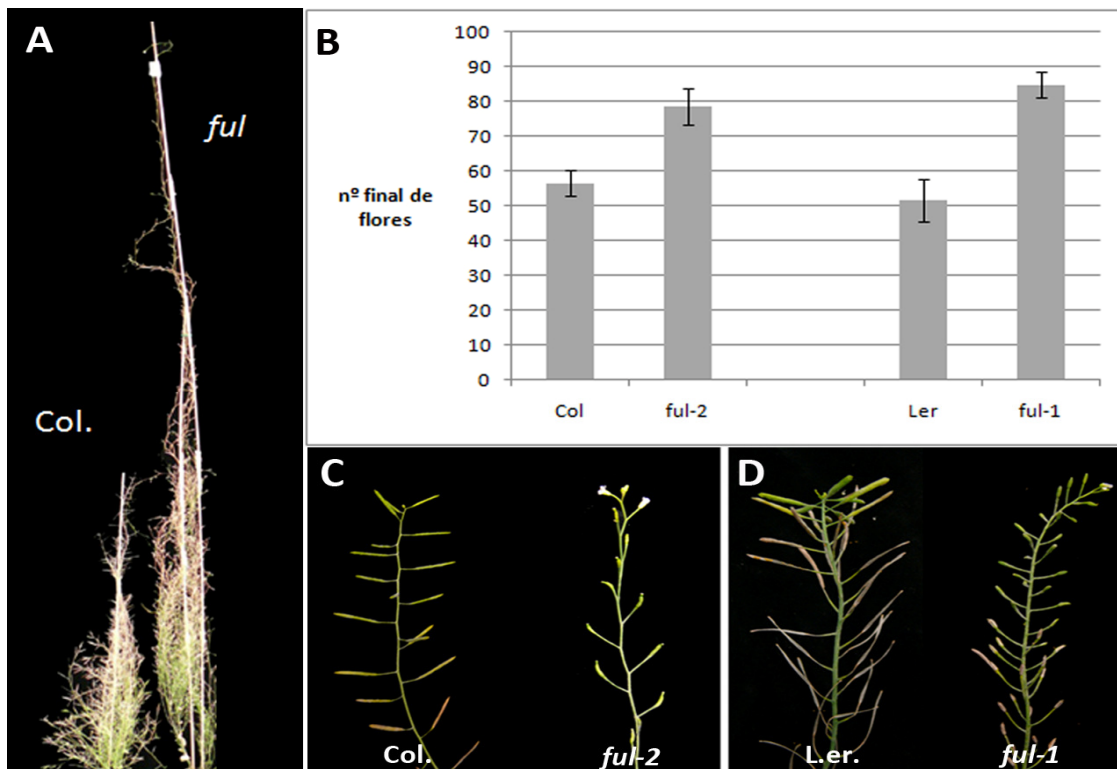 A
ful
Col.
B
nº final de
flores
100
90
80
70
60
50
40
30
20
10
0
Col
ful-2
Ler
ful-1
C
Col.
ful-2
D
L.er.
ful-1